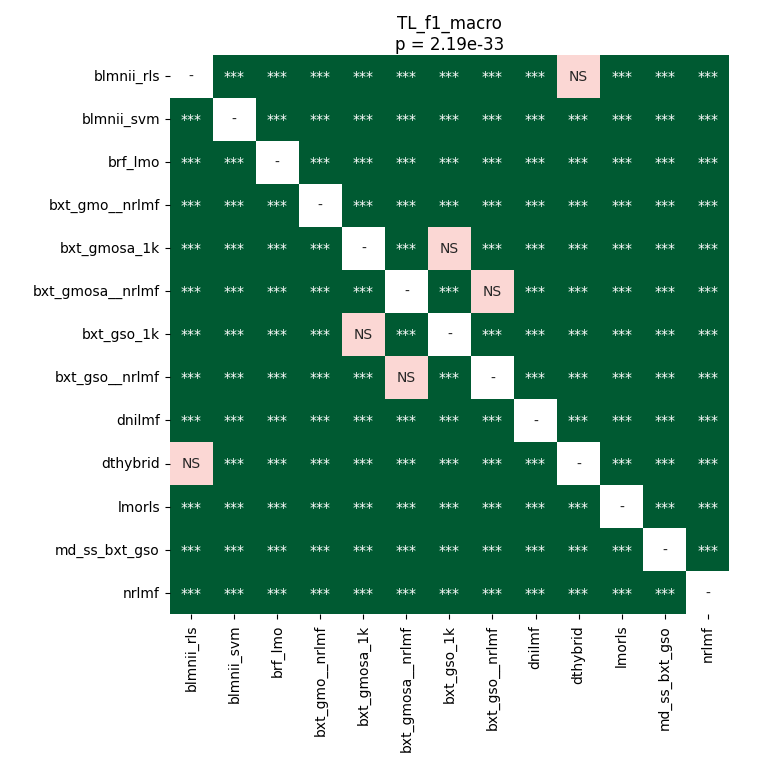 TL_f1_macro
p = 2.19e-33
blmnii_rls - *** *** *** *** *** *** *** *** NS *** *** ***
blmnii_svm *** - *** *** *** *** *** *** *** *** *** *** ***
brf_lmo *** *** - *** *** *** *** *** *** *** *** *** ***
bxt_gmo__nrlmf *** *** *** - *** *** *** *** *** *** *** *** ***
bxt_gmosa_1k *** *** *** *** - *** NS *** *** *** *** *** ***
bxt_gmosa__nrlmf *** *** *** *** *** - *** NS *** *** *** *** ***
bxt_gso_1k *** *** *** *** NS *** - *** *** *** *** *** ***
bxt_gso__nrlmf *** *** *** *** *** NS *** - *** *** *** *** ***
dnilmf *** *** *** *** *** *** *** *** - *** *** *** ***
dthybrid NS *** *** *** *** *** *** *** *** - *** *** ***
lmorls *** *** *** *** *** *** *** *** *** *** - *** ***
md_ss_bxt_gso *** *** *** *** *** *** *** *** *** *** *** - ***
nrlmf *** *** *** *** *** *** *** *** *** *** *** *** -
blmnii_rls
blmnii_svm
brf_lmo
bxt_gmo__nrlmf
bxt_gmosa_1k
bxt_gmosa__nrlmf
bxt_gso_1k
bxt_gso__nrlmf
dnilmf
dthybrid
lmorls
md_ss_bxt_gso
nrlmf